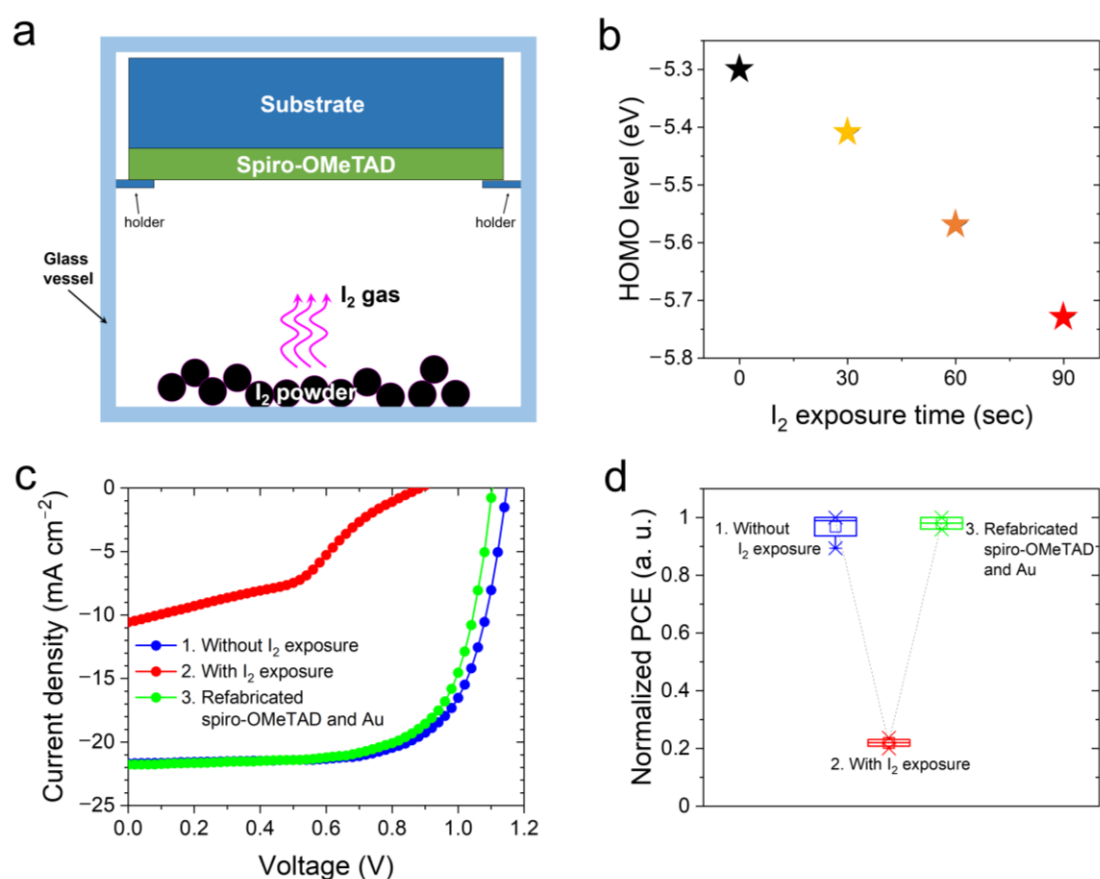 a
Substrate
Spiro-OMeTAD
holder
holder
Glass
vessel
I₂ gas
I₂ powder
b
HOMO level (eV)
−5.3
−5.4
−5.5
−5.6
−5.7
−5.8
0 30 60 90
I₂ exposure time (sec)
c
Current density (mA cm⁻²)
0
−5
−10
−15
−20
−25
1. Without I₂ exposure
2. With I₂ exposure
3. Refabricated
spiro-OMeTAD and Au
0.0 0.2 0.4 0.6 0.8 1.0 1.2
Voltage (V)
d
Normalized PCE (a. u.)
1
0.8
0.6
0.4
0.2
0
1. Without
I₂ exposure
3. Refabricated
spiro-OMeTAD
and Au
2. With I₂ exposure